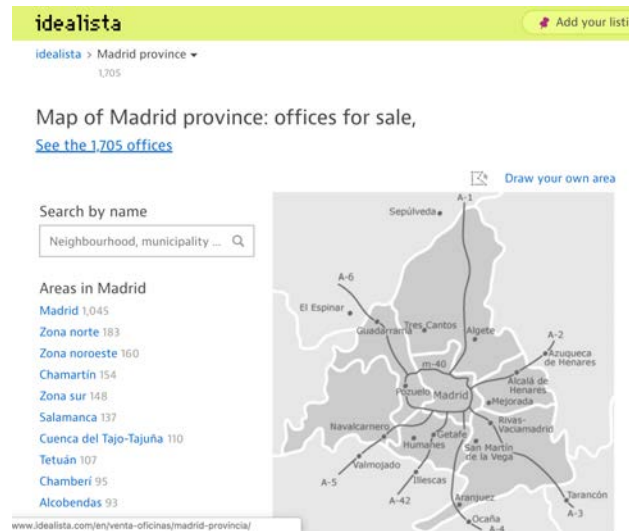 idealista
Add your listi
idealista > Madrid province
1,705
Map of Madrid province: offices for sale,
See the 1,705 offices
Draw your own area
Search by name
Neighbourhood, municipality ...
Areas in Madrid
Madrid 1,045
Zona norte 183
Zona noroeste 160
Chamartín 154
Zona sur 148
Salamanca 137
Cuenca del Tajo-Tajuña 110
Tetuán 107
Chamberí 95
Alcobendas 93
www.idealista.com/en/venta-oficinas/madrid-provincia/
A-1
Sepúlveda
A-6
El Espinar
Guadarrama
Tres Cantos
Algete
A-2
Azuqueca
de Henares
m-40
Alcalá de
Henares
Pozuelo
Madrid
Mejorada
Rivas-
Vaciamadrid
Navalcarnero
Getafe
Humanes
San Martín
de la Vega
Valmojado
Illescas
A-5
A-42
Aranjuez
Tarancón
A-3
Ocaña
A-4